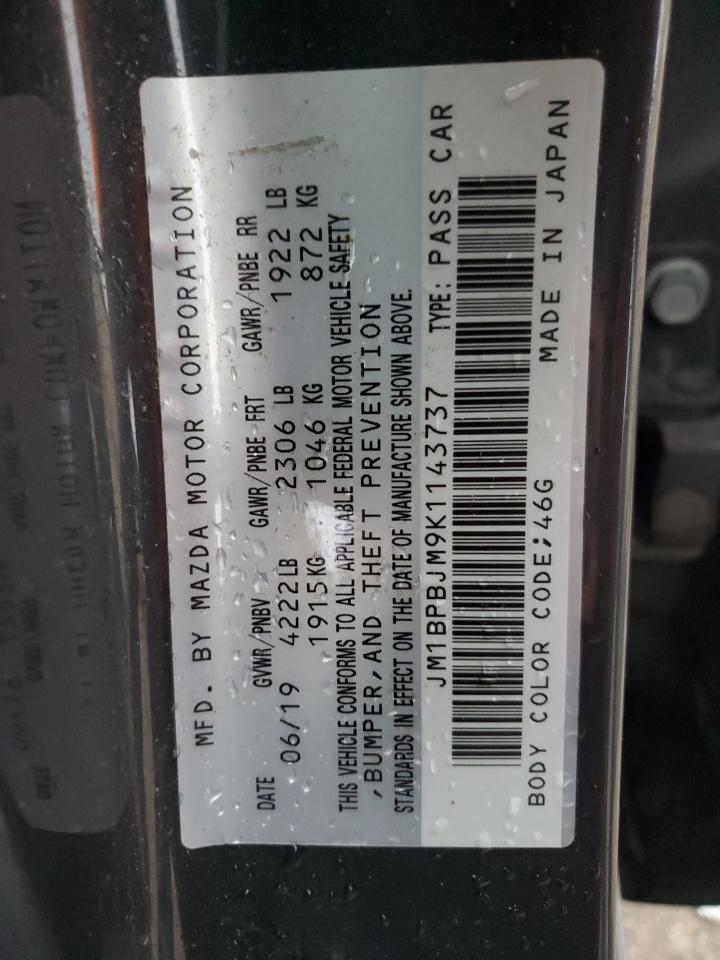 MFD. BY MAZDA MOTOR CORPORATION
DATE GVWR/PNBV GAWR/PNBE FRT GAWR/PNBE RR
06/19 4222LB 2306 LB 1922 LB
1915KG 1046 KG 872 KG
THIS VEHICLE CONFORMS TO ALL APPLICABLE FEDERAL MOTOR VEHICLE SAFETY
,BUMPER,AND THEFT PREVENTION
STANDARDS IN EFFECT ON THE DATE OF MANUFACTURE SHOWN ABOVE.
JM1BPBJM9K1143737 TYPE: PASS CAR
BODY COLOR CODE;46G MADE IN JAPAN